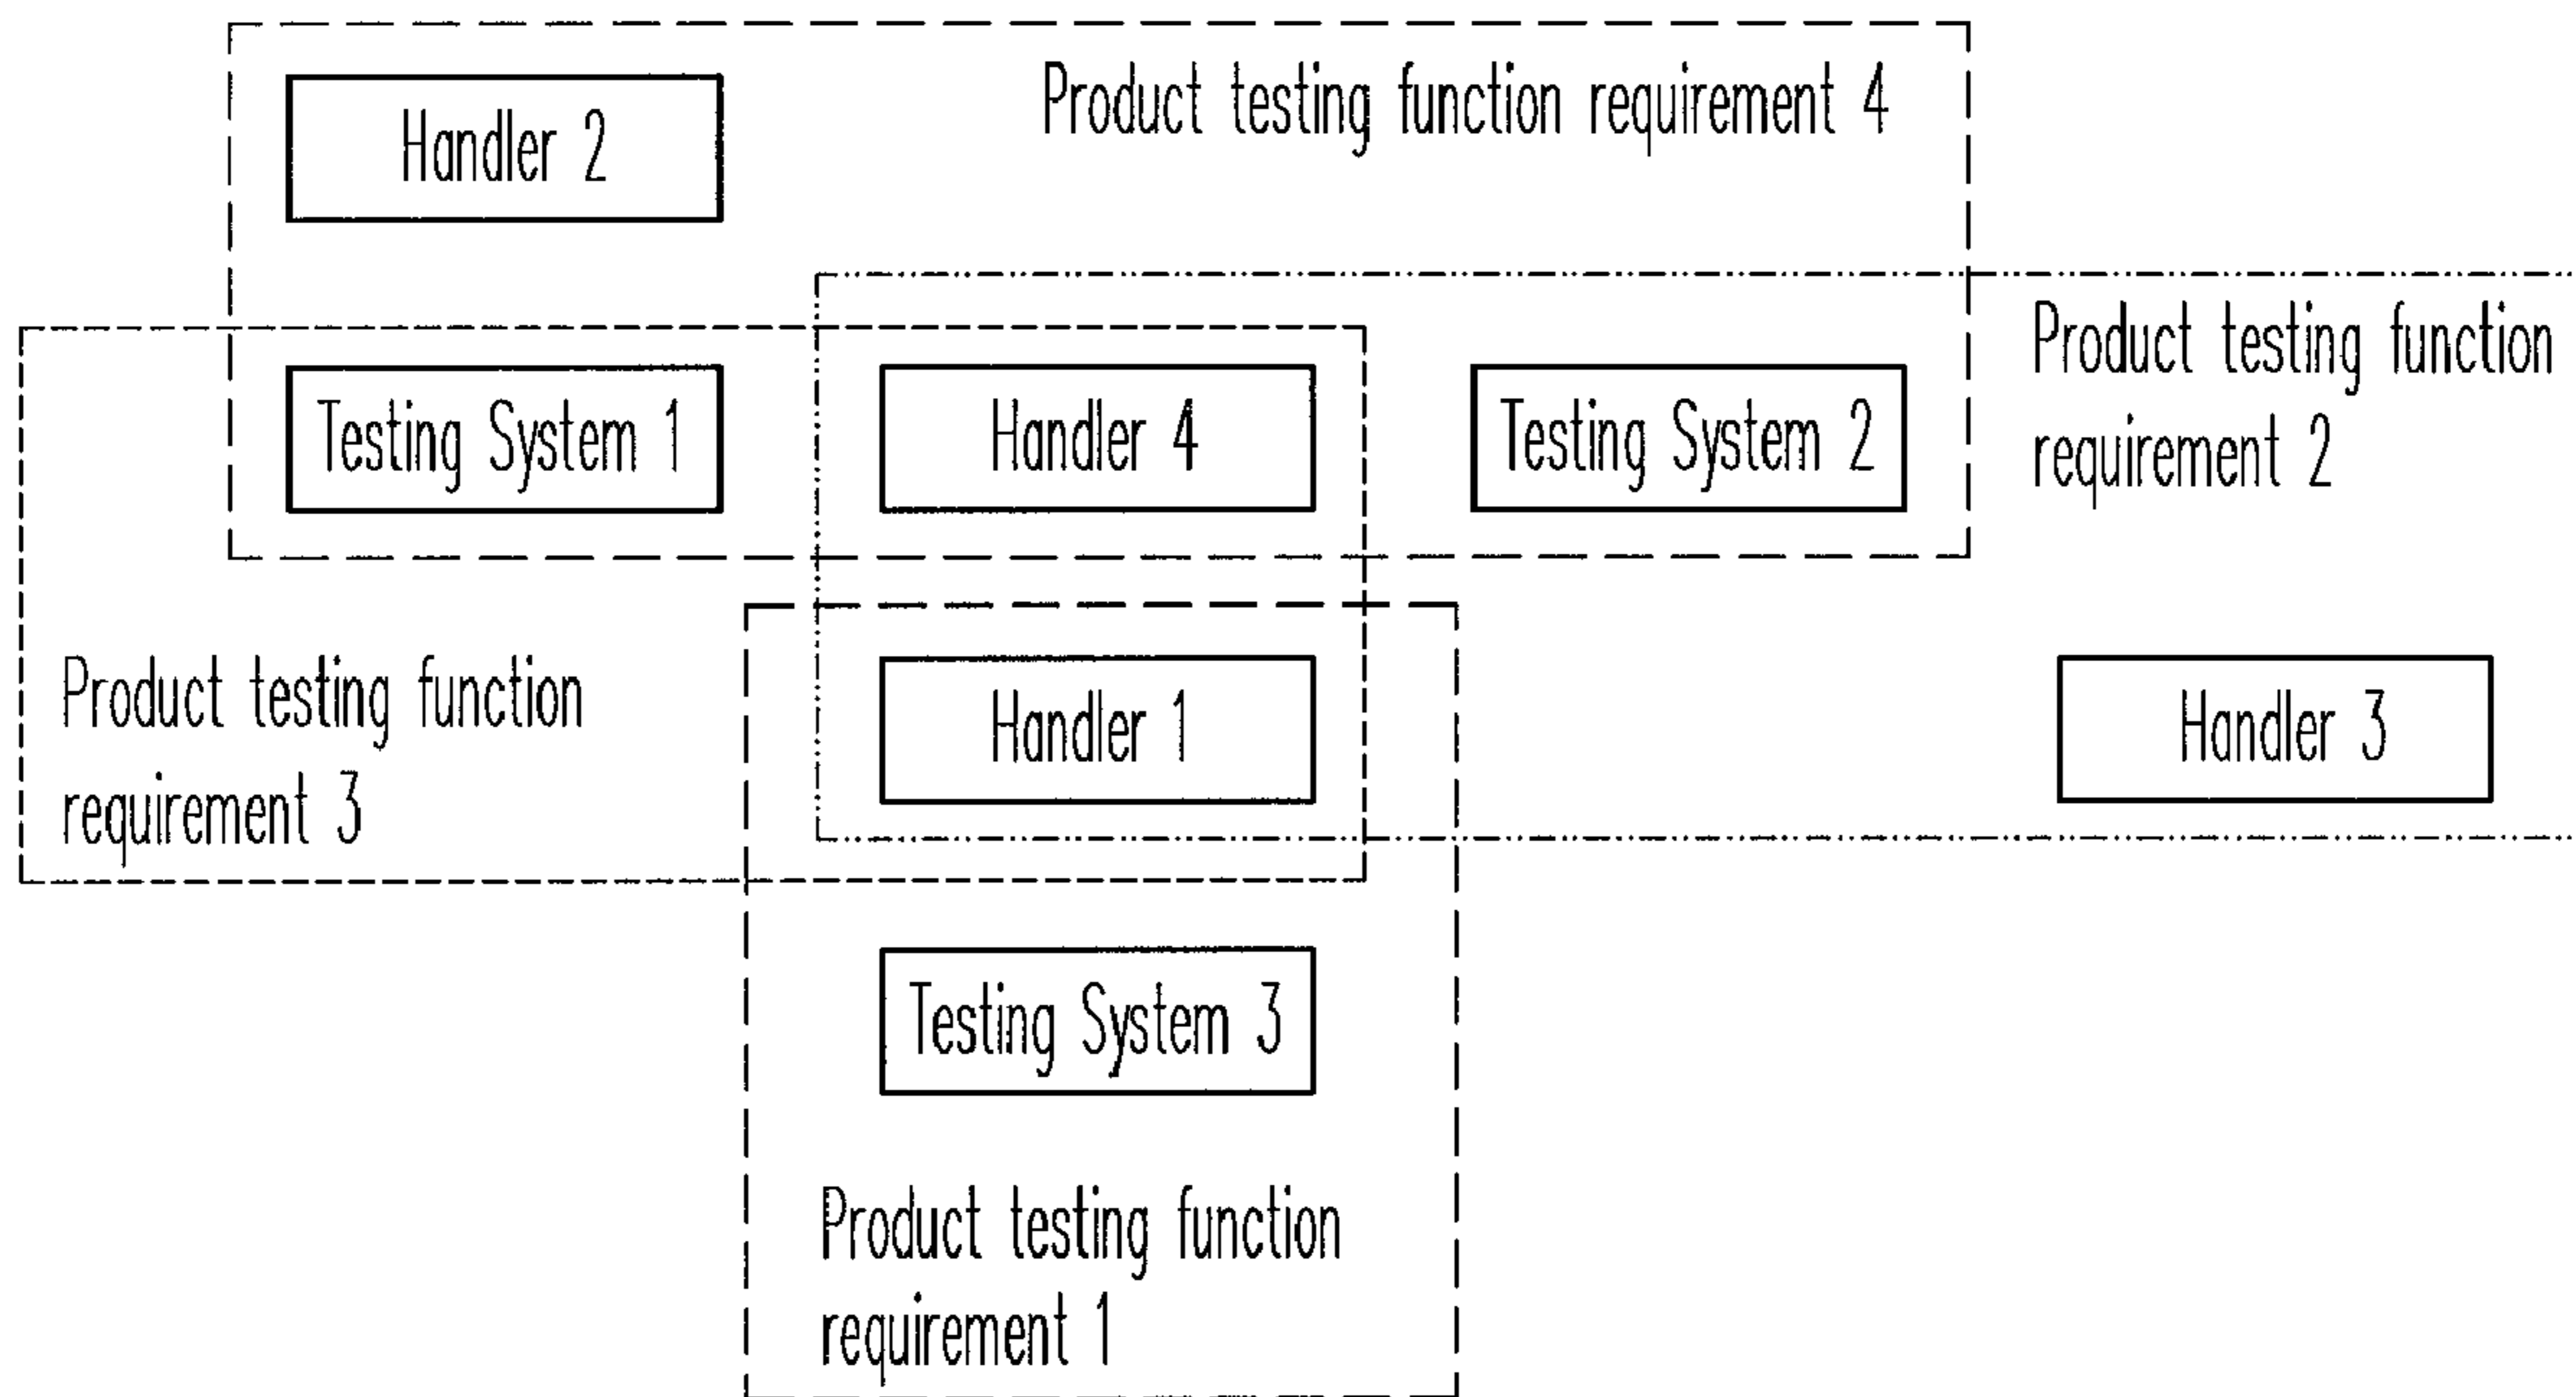 Handler 2
Product testing function requirement 4
Testing System 1
Handler 4
Testing System 2
Product testing function
requirement 2
Product testing function
requirement 3
Handler 1
Handler 3
Testing System 3
Product testing function
requirement 1